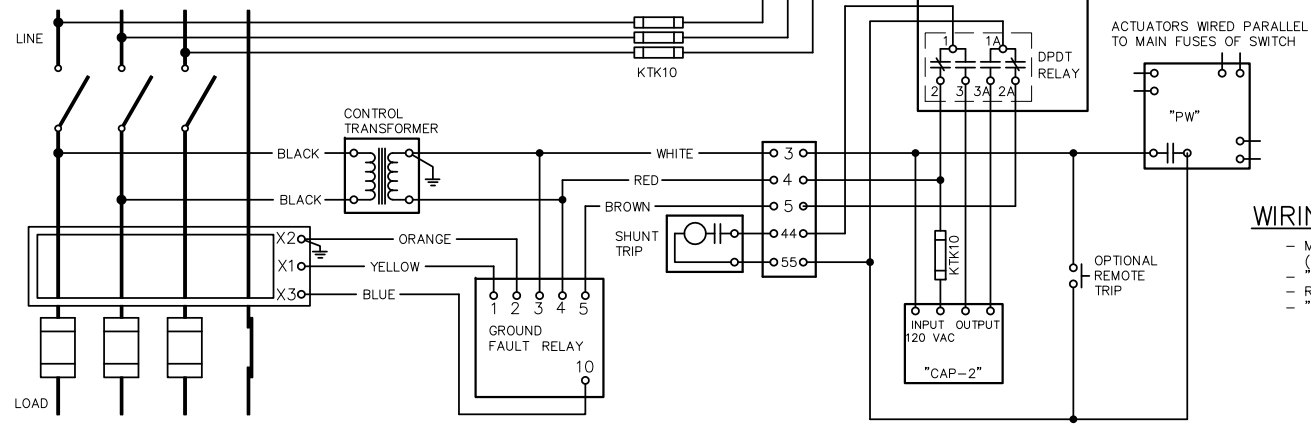 LINE
KTK10
1
1A
DPDT
RELAY
2
3
3A
2A
ACTUATORS WIRED PARALLEL
TO MAIN FUSES OF SWITCH
"PW"
CONTROL
TRANSFORMER
BLACK
WHITE
3
RED
4
BLACK
BROWN
5
X2
ORANGE
SHUNT
TRIP
44
X1
YELLOW
55
X3
BLUE
KTK10
OPTIONAL
REMOTE
TRIP
1
2
3
4
5
GROUND
FAULT RELAY
10
INPUT
OUTPUT
120 VAC
"CAP-2"
LOAD
WIRIN
- M
(
- "
- R
- "